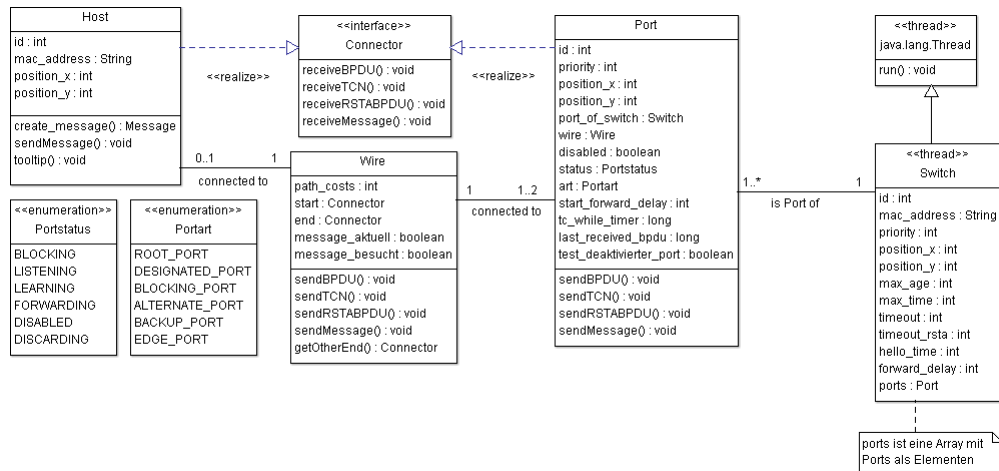 Host
id : int
mac_address : String
position_x : int
position_y : int
create_message() : Message
sendMessage() : void
tooltip() : void
<<realize>>
<<interface>>
Connector
receiveBPDU() : void
receiveTCN() : void
receiveRSTABPDU() : void
receiveMessage() : void
<<realize>>
Port
id : int
priority : int
position_x : int
position_y : int
port_of_switch : Switch
wire : Wire
disabled : boolean
status : Portstatus
art : Portart
start_forward_delay : int
tc_while_timer : long
last_received_bpdu : long
test_deaktivierter_port : boolean
sendBPDU() : void
sendTCN() : void
sendRSTABPDU() : void
sendMessage() : void
<<thread>>
java.lang.Thread
run() : void
0..1 1
connected to
Wire
path_costs : int
start : Connector
end : Connector
message_aktuell : boolean
message_besucht : boolean
sendBPDU() : void
sendTCN() : void
sendRSTABPDU() : void
sendMessage() : void
getOtherEnd() : Connector
1 1..2
connected to
1..* 1
is Port of
<<thread>>
Switch
id : int
mac_address : String
priority : int
position_x : int
position_y : int
max_age : int
max_time : int
timeout : int
timeout_rsta : int
hello_time : int
forward_delay : int
ports : Port
<<enumeration>>
Portstatus
BLOCKING
LISTENING
LEARNING
FORWARDING
DISABLED
DISCARDING
<<enumeration>>
Portart
ROOT_PORT
DESIGNATED_PORT
BLOCKING_PORT
ALTERNATE_PORT
BACKUP_PORT
EDGE_PORT
ports ist eine Array mit
Ports als Elementen